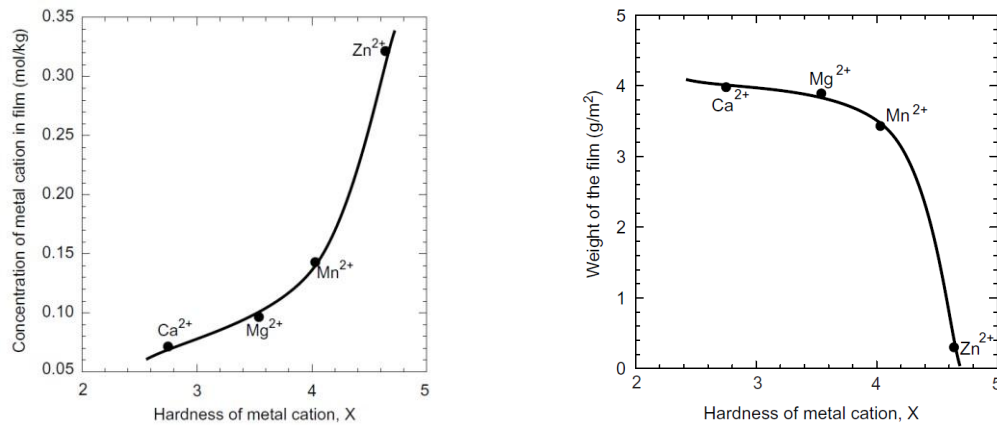 Concentration of metal cation in film (mol/kg)
0.35
0.30
0.25
0.20
0.15
0.10
0.05
Zn²⁺
Mn²⁺
Ca²⁺
Mg²⁺
2 3 4 5
Hardness of metal cation, X
Weight of the film (g/m²)
5
4
3
2
1
0
Mg²⁺
Ca²⁺
Mn²⁺
Zn²⁺
2 3 4 5
Hardness of metal cation, X